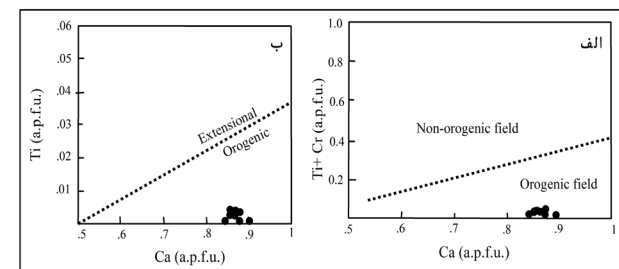 ب
Ti (a.p.f.u.)
.06
.05
.04
.03
.02
.01
Extensional
Orogenic
.5
.6
.7
.8
.9
1
Ca (a.p.f.u.)
الف
Ti+ Cr (a.p.f.u.)
1.0
0.8
0.6
0.4
0.2
Non-orogenic field
Orogenic field
.5
.6
.7
.8
.9
1
Ca (a.p.f.u.)